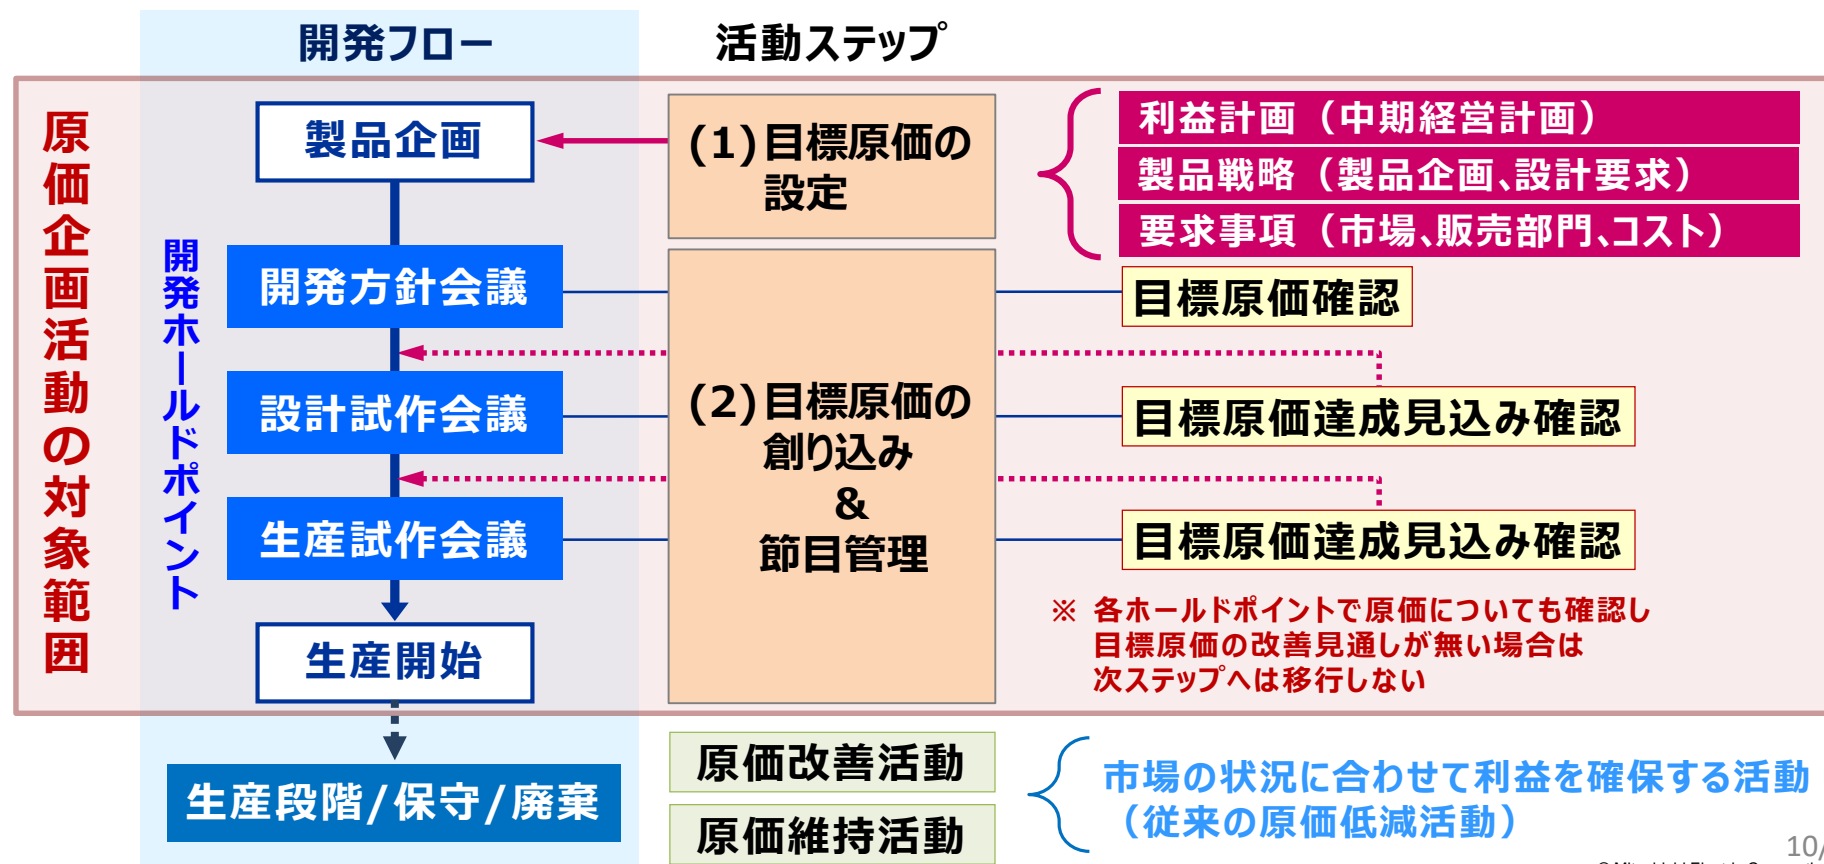 開発フロー
活動ステップ
原価企画活動の対象範囲
開発ホールドポイント
製品企画
(1)目標原価の
設定
利益計画（中期経営計画）
製品戦略（製品企画、設計要求）
要求事項（市場、販売部門、コスト）
開発方針会議
目標原価確認
設計試作会議
(2)目標原価の
創り込み
&
節目管理
目標原価達成見込み確認
生産試作会議
目標原価達成見込み確認
※ 各ホールドポイントで原価についても確認し
目標原価の改善見通しが無い場合は
次ステップへは移行しない
生産開始
生産段階/保守/廃棄
原価改善活動
原価維持活動
市場の状況に合わせて利益を確保する活動
（従来の原価低減活動）
10/